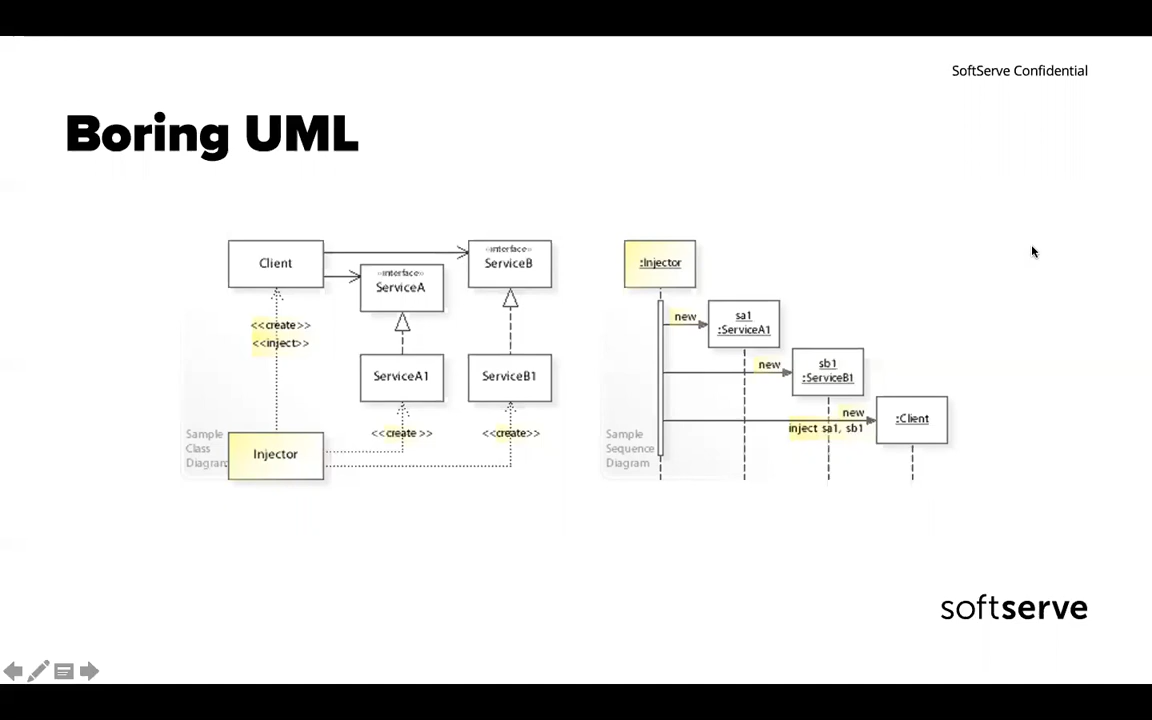 SoftServe Confidential
Boring UML
Client
«interface»
ServiceA
«interface»
ServiceB
<<create>>
<<inject>>
ServiceA1
ServiceB1
<<create >>
<<create>>
Injector
Sample
Class
Diagram
:Injector
new
sa1
:ServiceA1
new
sb1
:ServiceB1
new
inject sa1, sb1
:Client
Sample
Sequence
Diagram
softserve